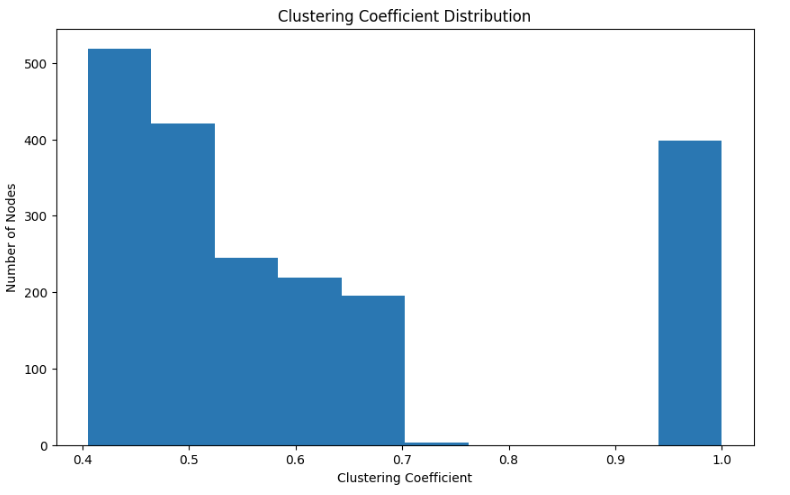 Clustering Coefficient Distribution
Number of Nodes
500
400
300
200
100
0
0.4 0.5 0.6 0.7 0.8 0.9 1.0
Clustering Coefficient